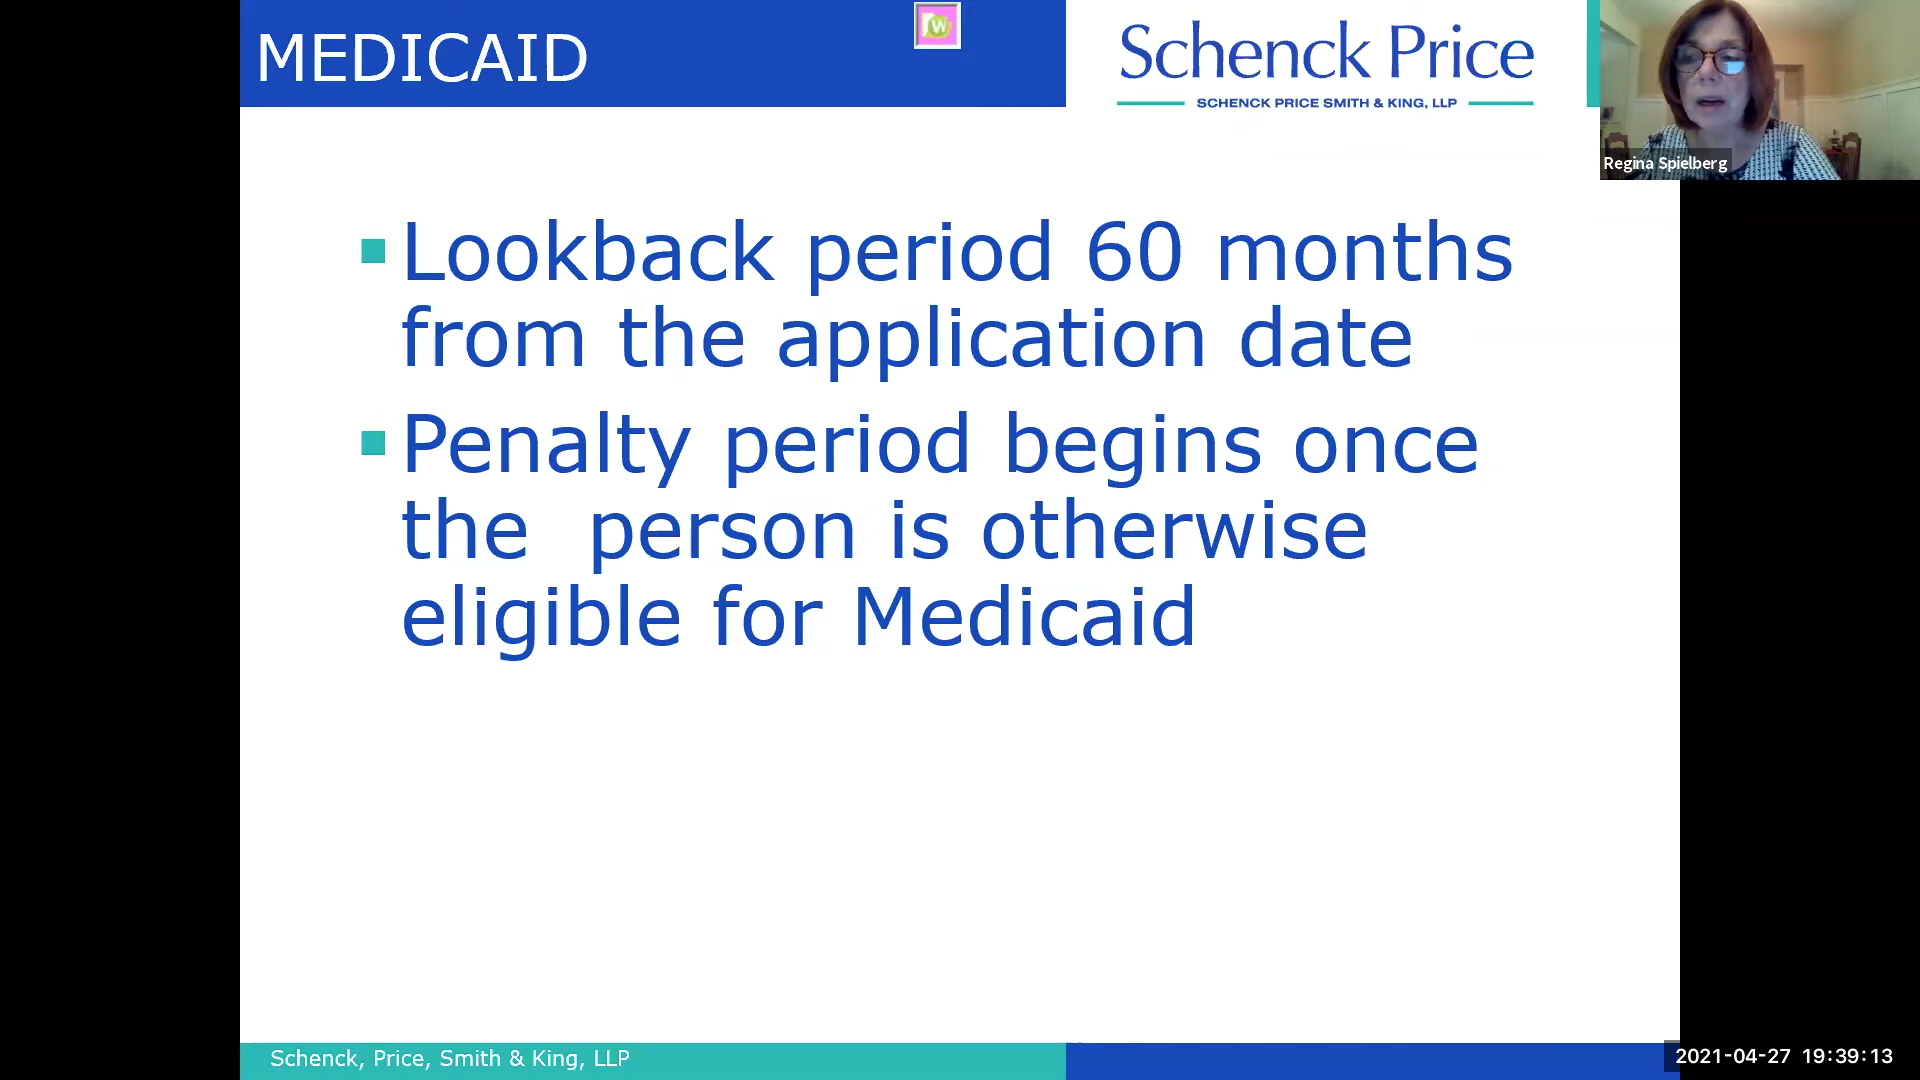 MEDICAID
W
Schenck Price
SCHENCK PRICE SMITH & KING, LLP
Regina Spielberg
Lookback period 60 months
from the application date
Penalty period begins once
the  person is otherwise
eligible for Medicaid
Schenck, Price, Smith & King, LLP
2021-04-27 19:39:13